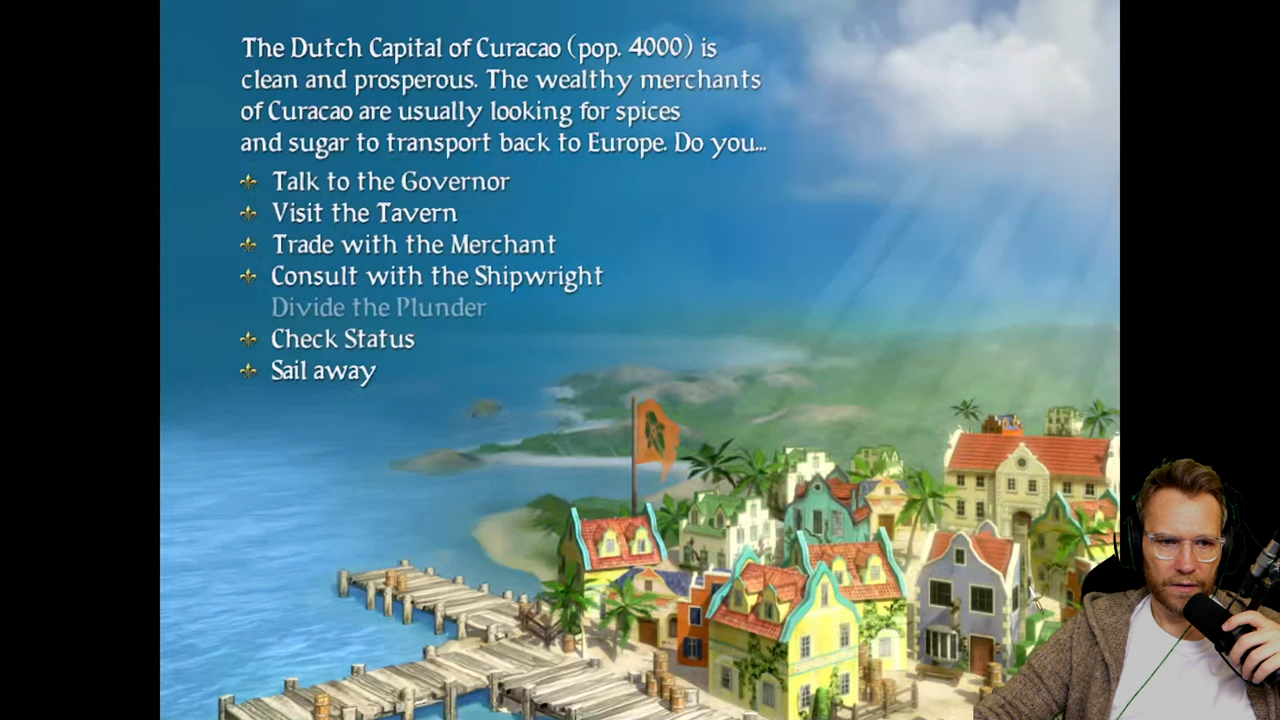 The Dutch Capital of Curacao (pop. 4000) is
clean and prosperous. The wealthy merchants
of Curacao are usually looking for spices
and sugar to transport back to Europe. Do you...
Talk to the Governor
Visit the Tavern
Trade with the Merchant
Consult with the Shipwright
Divide the Plunder
Check Status
Sail away